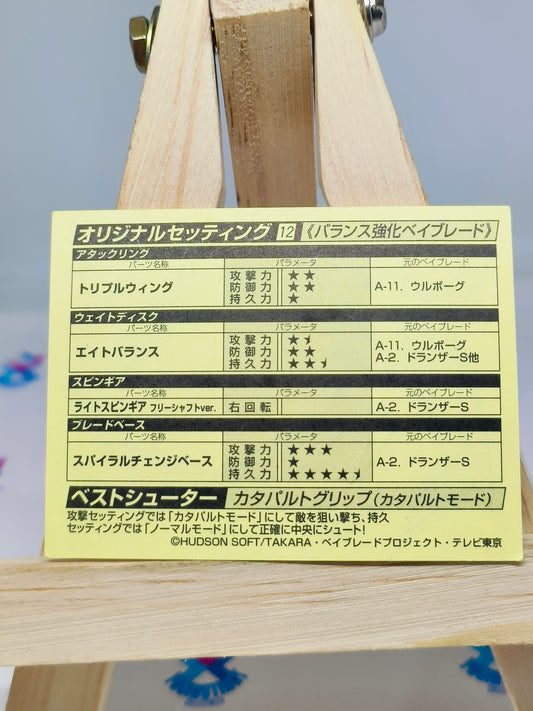 オリジナルセッティング 12 《バランス強化ベイブレード》
アタックリング
パーツ名称 パラメータ 元のベイブレード
トリプルウィング 攻撃力 ★★ A-11. ウルボーグ
防御力 ★★
持久力 ★
ウェイトディスク
パーツ名称 パラメータ 元のベイブレード
エイトバランス 攻撃力 ★⯨ A-11. ウルボーグ
防御力 ★★ A-2. ドランザーS他
持久力 ★★⯨
スピンギア
パーツ名称 パラメータ 元のベイブレード
ライトスピンギア フリーシャフトver. 右回転 A-2. ドランザーS
ブレードベース
パーツ名称 パラメータ 元のベイブレード
スパイラルチェンジベース 攻撃力 ★★★ A-2. ドランザーS
防御力 ★
持久力 ★★★★⯨
ベストシューター カタパルトグリップ(カタパルトモード)
攻撃セッティングでは「カタパルトモード」にして敵を狙い撃ち、持久
セッティングでは「ノーマルモード」にして正確に中央にシュート!
©HUDSON SOFT/TAKARA・ベイブレードプロジェクト・テレビ東京